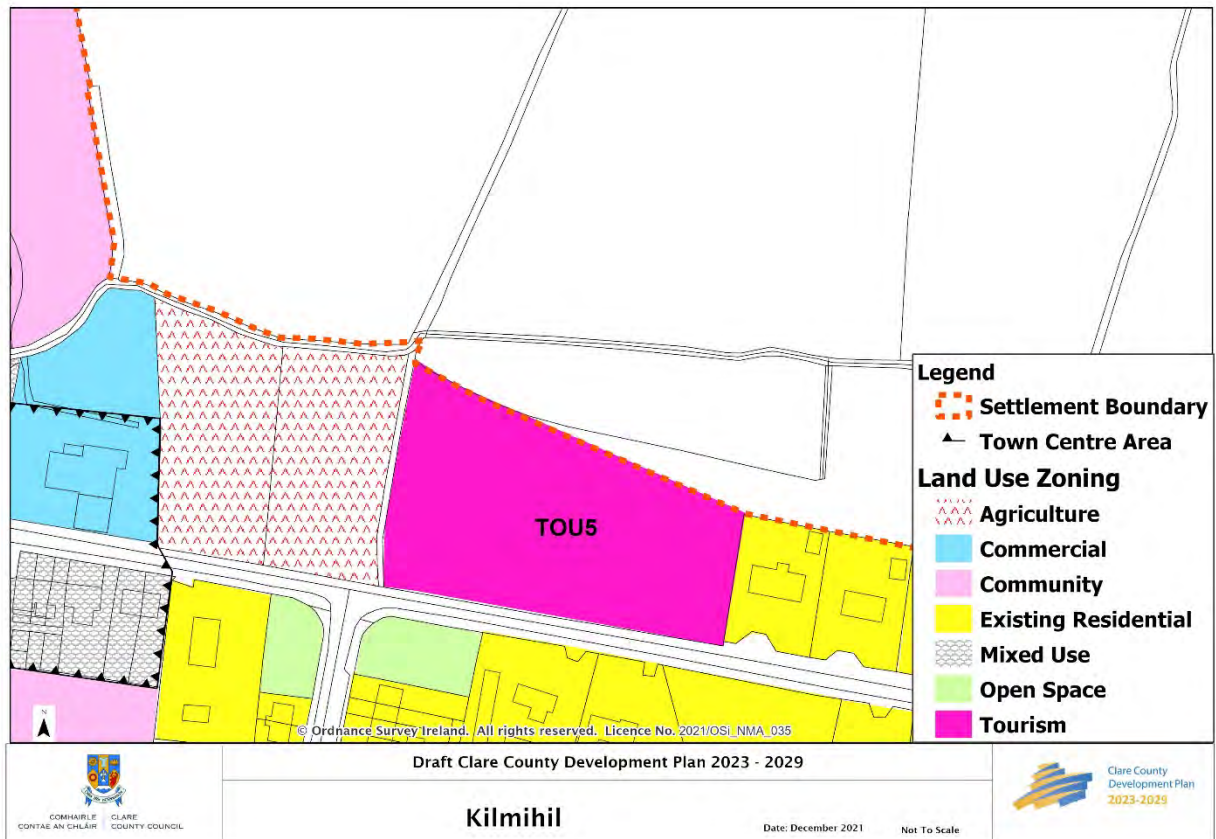 TOU5
Legend
Settlement Boundary
Town Centre Area
Land Use Zoning
Agriculture
Commercial
Community
Existing Residential
Mixed Use
Open Space
Tourism
N
© Ordnance Survey Ireland. All rights reserved. Licence No. 2021/OSi_NMA_035
COMHAIRLE CONTAE AN CHLÁIR
CLARE COUNTY COUNCIL
Draft Clare County Development Plan 2023 - 2029
Kilmihil
Date: December 2021
Not To Scale
Clare County
Development Plan
2023-2029